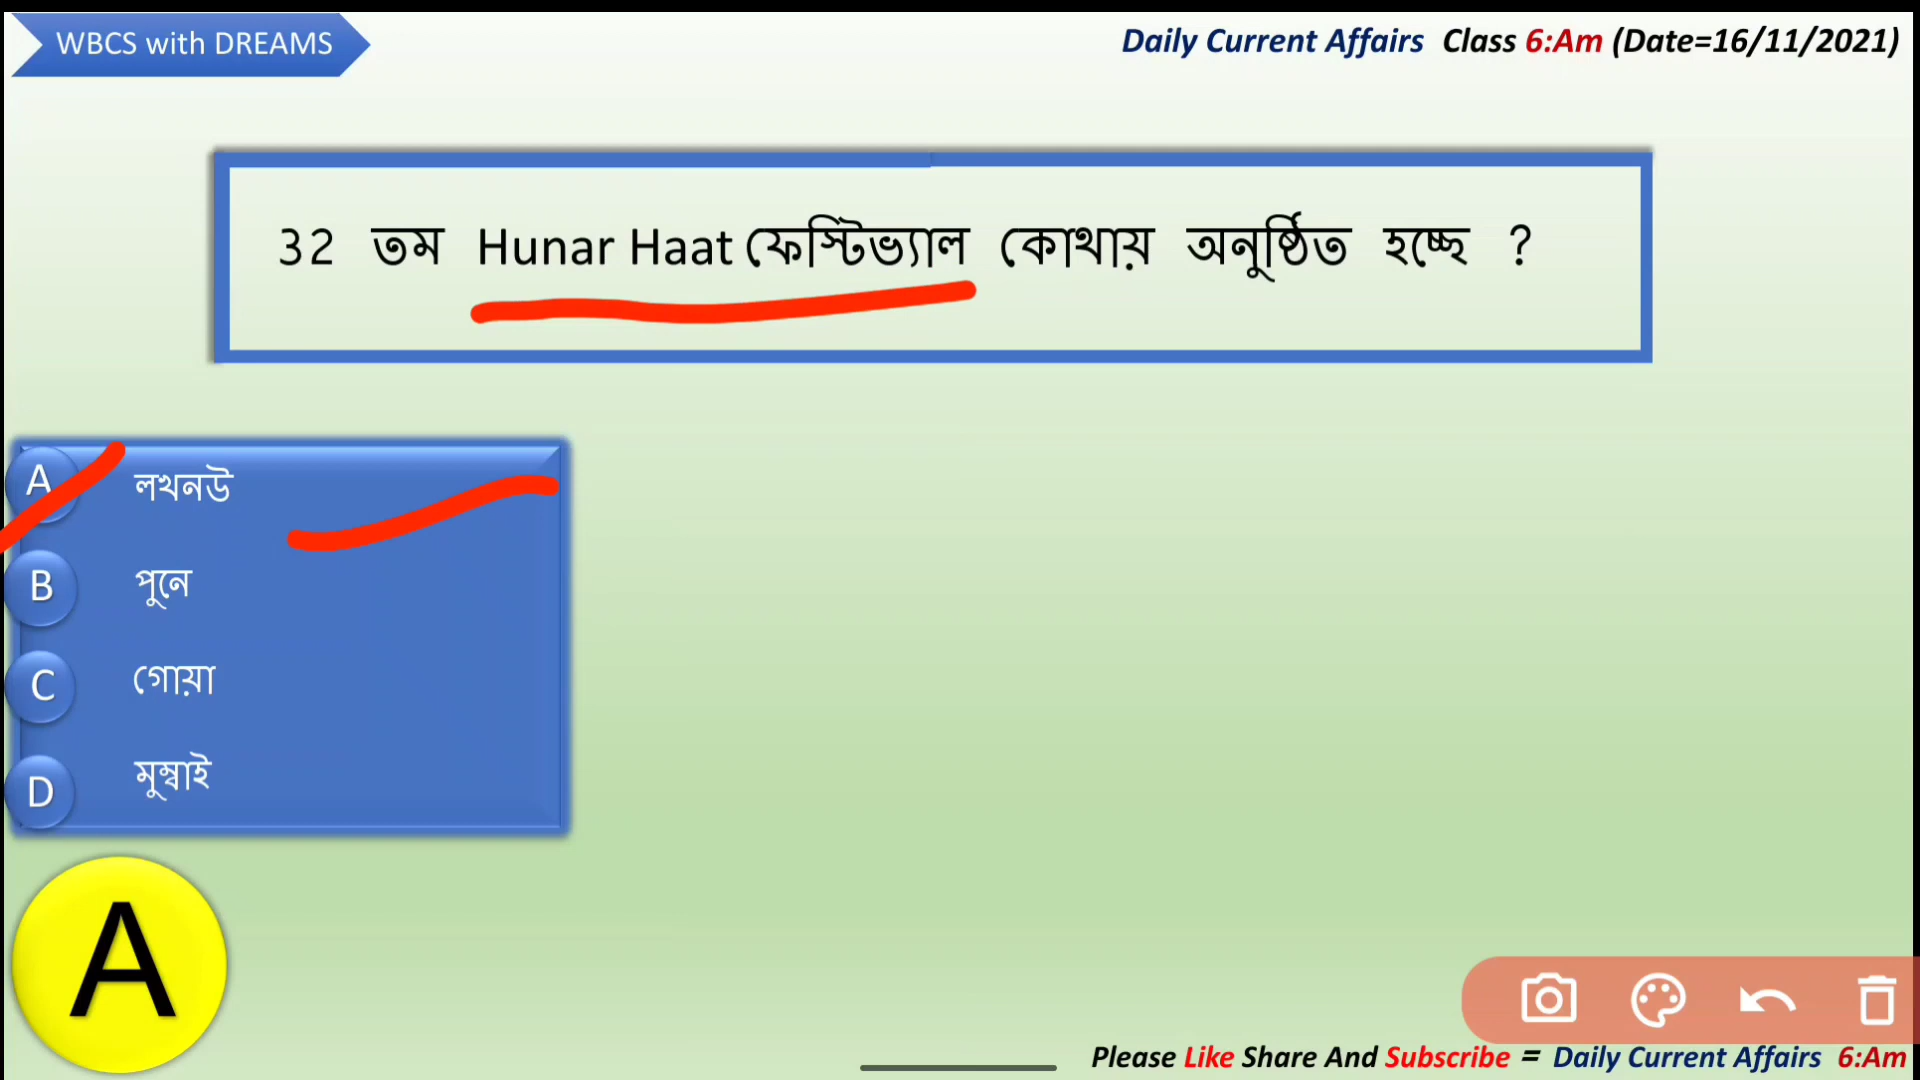 WBCS with DREAMS
Daily Current Affairs Class 6:Am (Date=16/11/2021)
32 তম Hunar Haat ফেস্টিভ্যাল কোথায় অনুষ্ঠিত হচ্ছে ?
A লখনউ
B পুনে
C গোয়া
D মুম্বাই
A
Please Like Share And Subscribe = Daily Current Affairs 6:Am